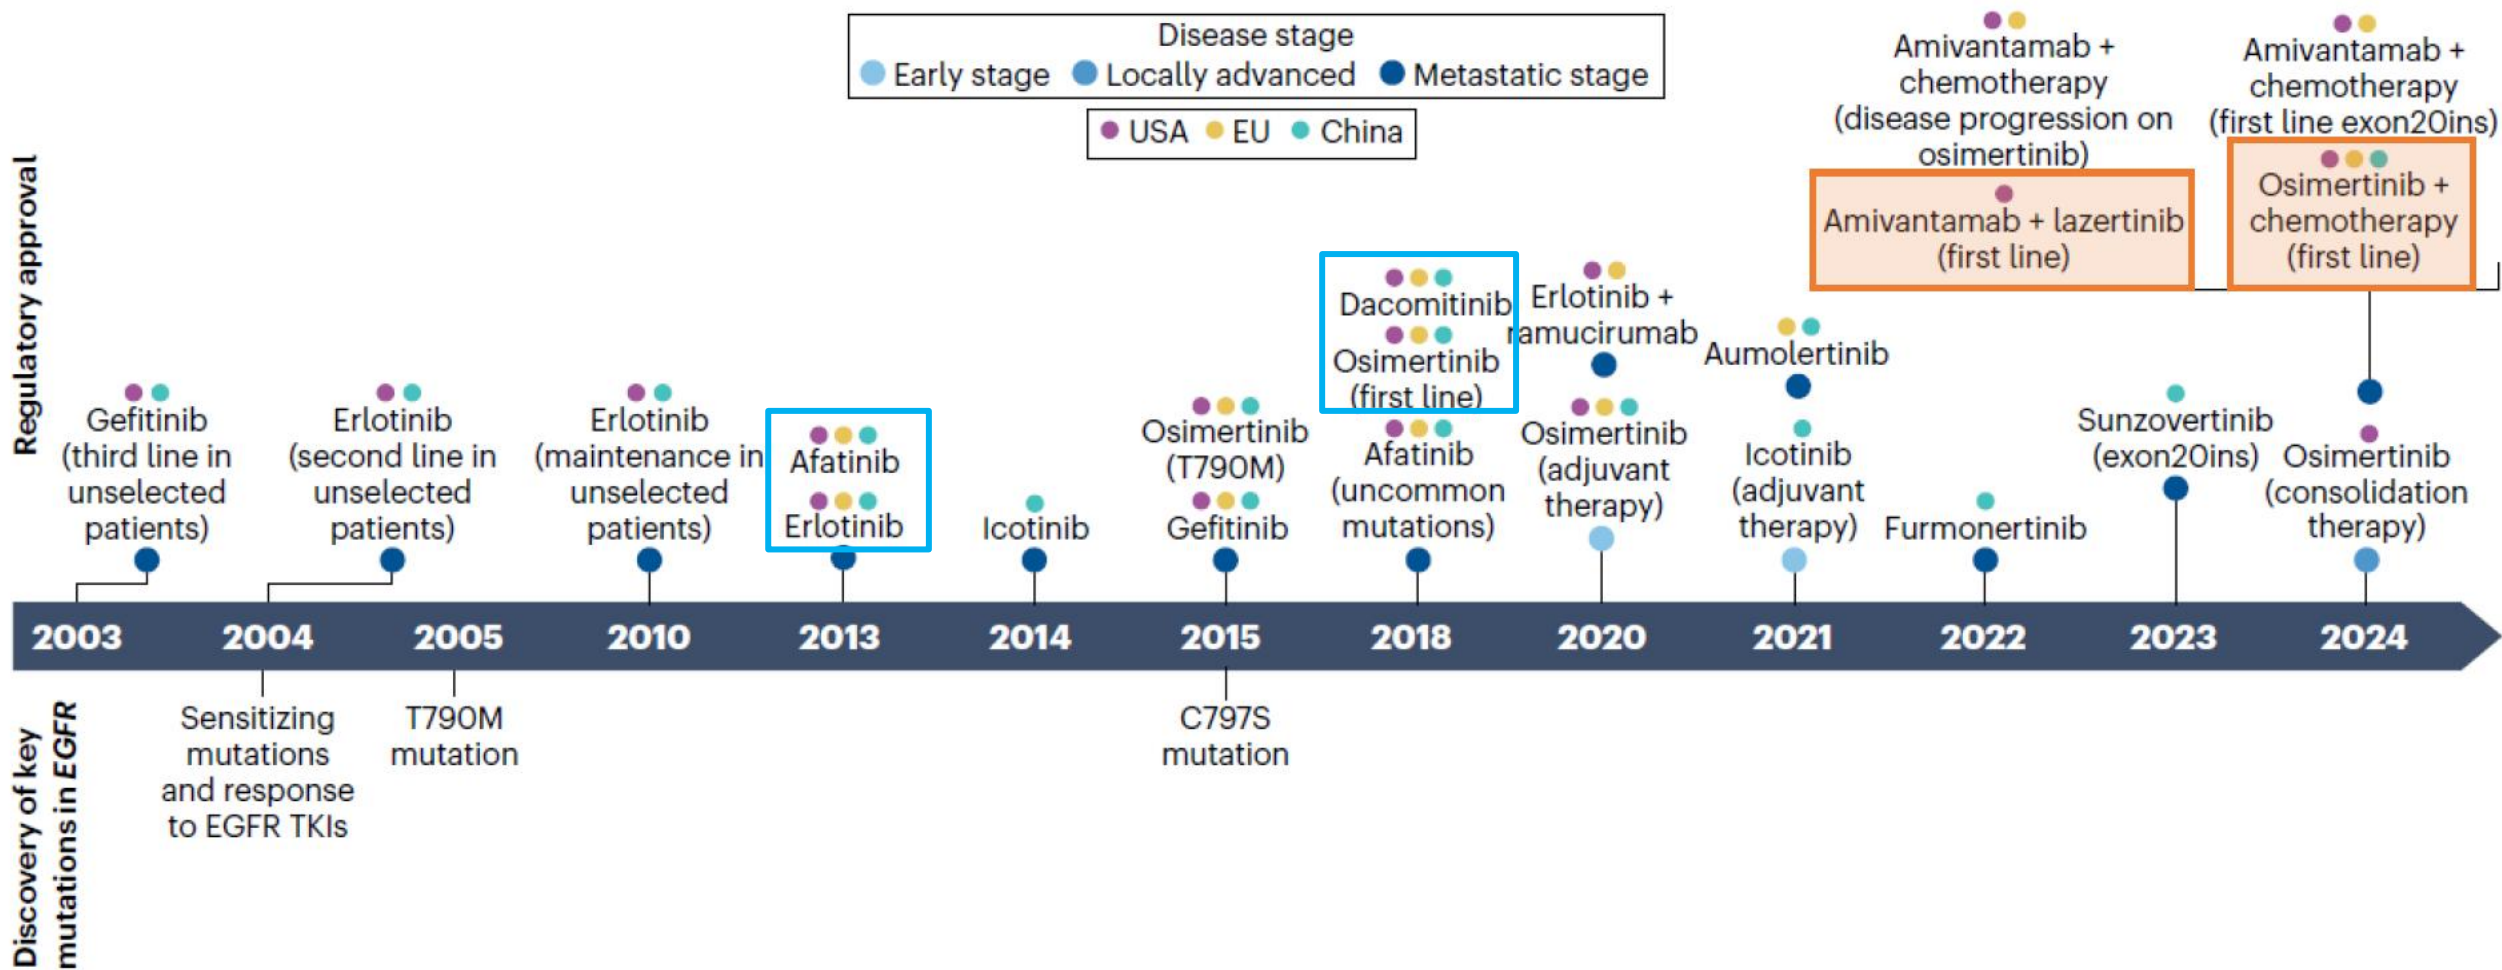 Disease stage
Early stage Locally advanced Metastatic stage
USA EU China
Regulatory approval
Gefitinib
(third line in
unselected
patients)
Erlotinib
(second line in
unselected
patients)
Erlotinib
(maintenance in
unselected
patients)
Afatinib
Erlotinib
Icotinib
Osimertinib
(T790M)
Gefitinib
Dacomitinib
Osimertinib
(first line)
Afatinib
(uncommon
mutations)
Erlotinib +
ramucirumab
Osimertinib
(adjuvant
therapy)
Aumolertinib
Icotinib
(adjuvant
therapy)
Furmonertinib
Sunzovertinib
(exon20ins)
Amivantamab +
chemotherapy
(disease progression on
osimertinib)
Amivantamab + lazertinib
(first line)
Amivantamab +
chemotherapy
(first line exon20ins)
Osimertinib +
chemotherapy
(first line)
Osimertinib
(consolidation
therapy)
2003 2004 2005 2010 2013 2014 2015 2018 2020 2021 2022 2023 2024
Discovery of key
mutations in EGFR
Sensitizing
mutations
and response
to EGFR TKIs
T790M
mutation
C797S
mutation